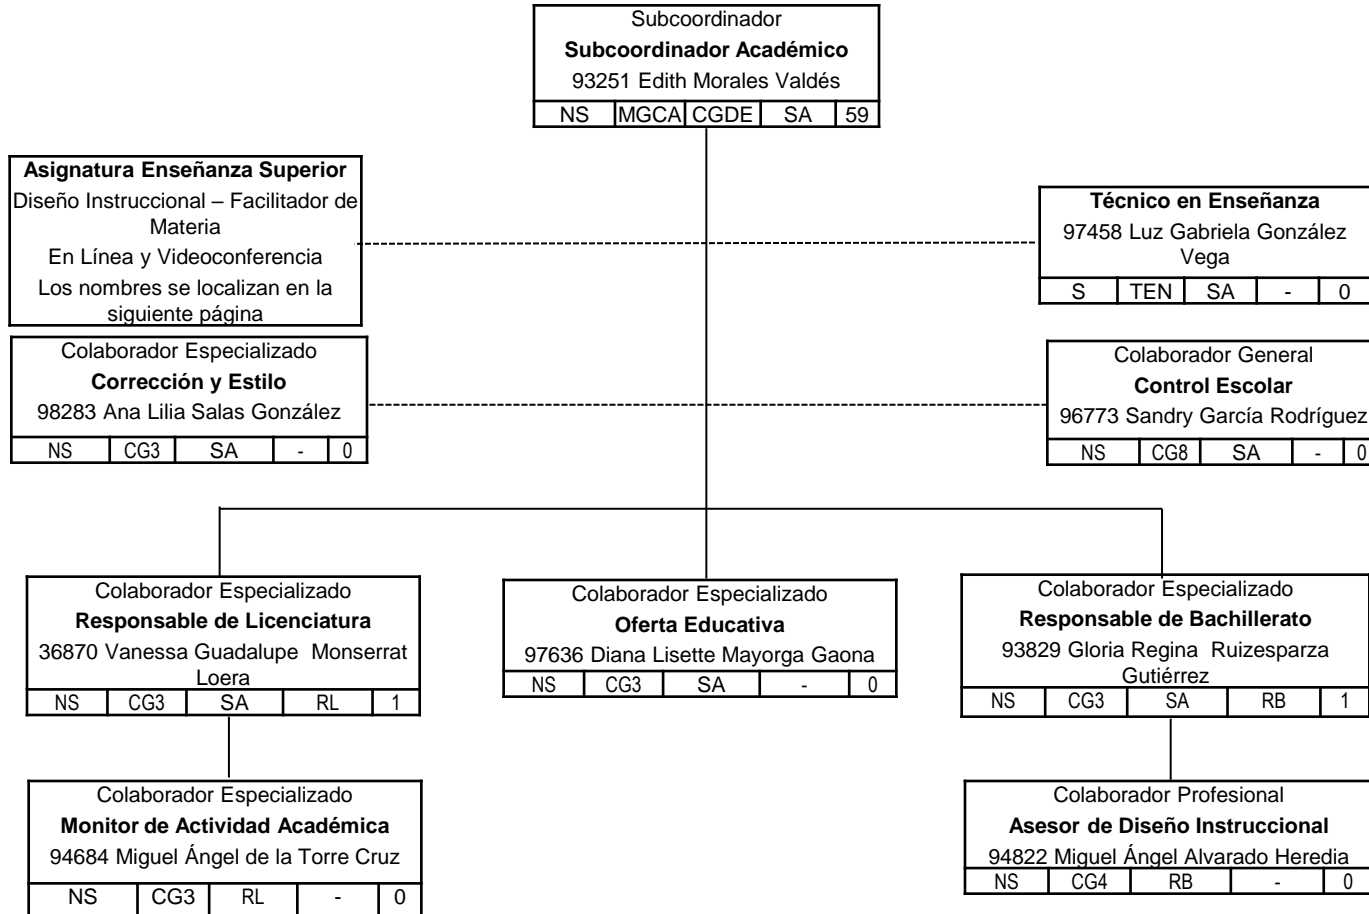 Subcoordinador
Subcoordinador Académico
93251 Edith Morales Valdés
NS MGCA CGDE SA 59
Asignatura Enseñanza Superior
Diseño Instruccional – Facilitador de
Materia
En Línea y Videoconferencia
Los nombres se localizan en la
siguiente página
Técnico en Enseñanza
97458 Luz Gabriela González
Vega
S TEN SA - 0
Colaborador Especializado
Corrección y Estilo
98283 Ana Lilia Salas González
NS CG3 SA - 0
Colaborador General
Control Escolar
96773 Sandry García Rodríguez
NS CG8 SA - 0
Colaborador Especializado
Responsable de Licenciatura
36870 Vanessa Guadalupe Monserrat
Loera
NS CG3 SA RL 1
Colaborador Especializado
Oferta Educativa
97636 Diana Lisette Mayorga Gaona
NS CG3 SA - 0
Colaborador Especializado
Responsable de Bachillerato
93829 Gloria Regina Ruizesparza
Gutiérrez
NS CG3 SA RB 1
Colaborador Especializado
Monitor de Actividad Académica
94684 Miguel Ángel de la Torre Cruz
NS CG3 RL - 0
Colaborador Profesional
Asesor de Diseño Instruccional
94822 Miguel Ángel Alvarado Heredia
NS CG4 RB - 0